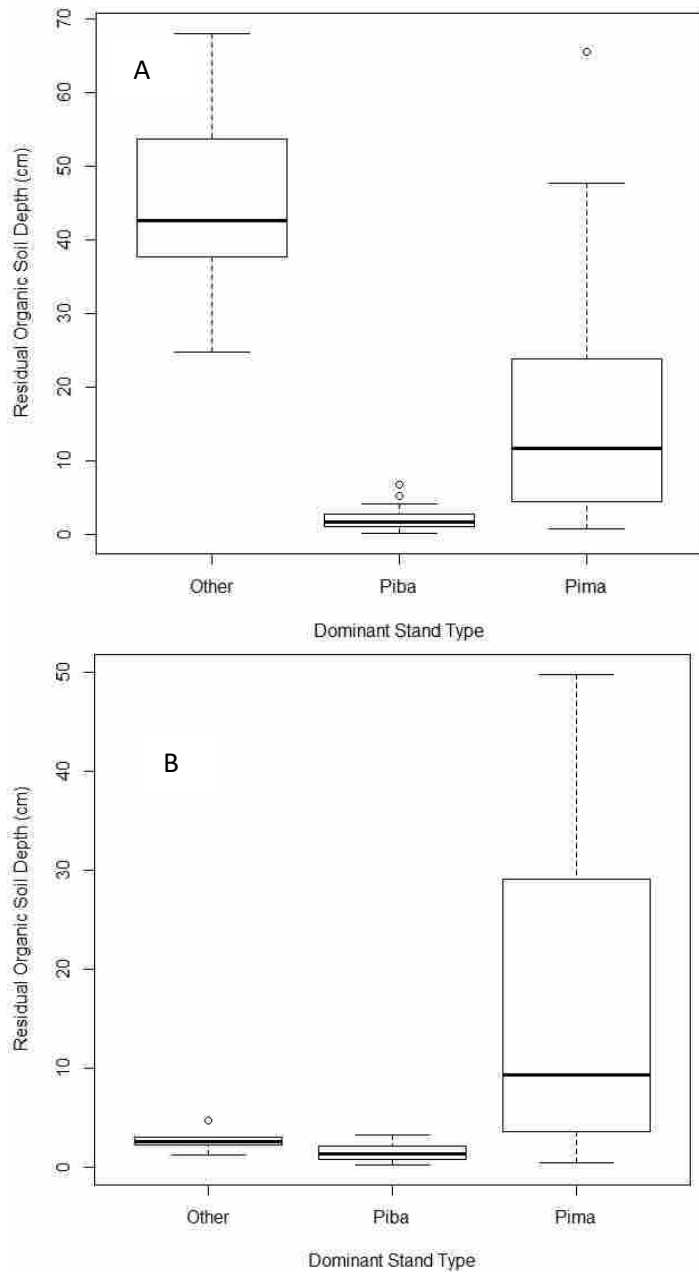 A
Residual Organic Soil Depth (cm)
70
60
50
40
30
20
10
0
Other Piba Pima
Dominant Stand Type
B
Residual Organic Soil Depth (cm)
50
40
30
20
10
0
Other Piba Pima
Dominant Stand Type